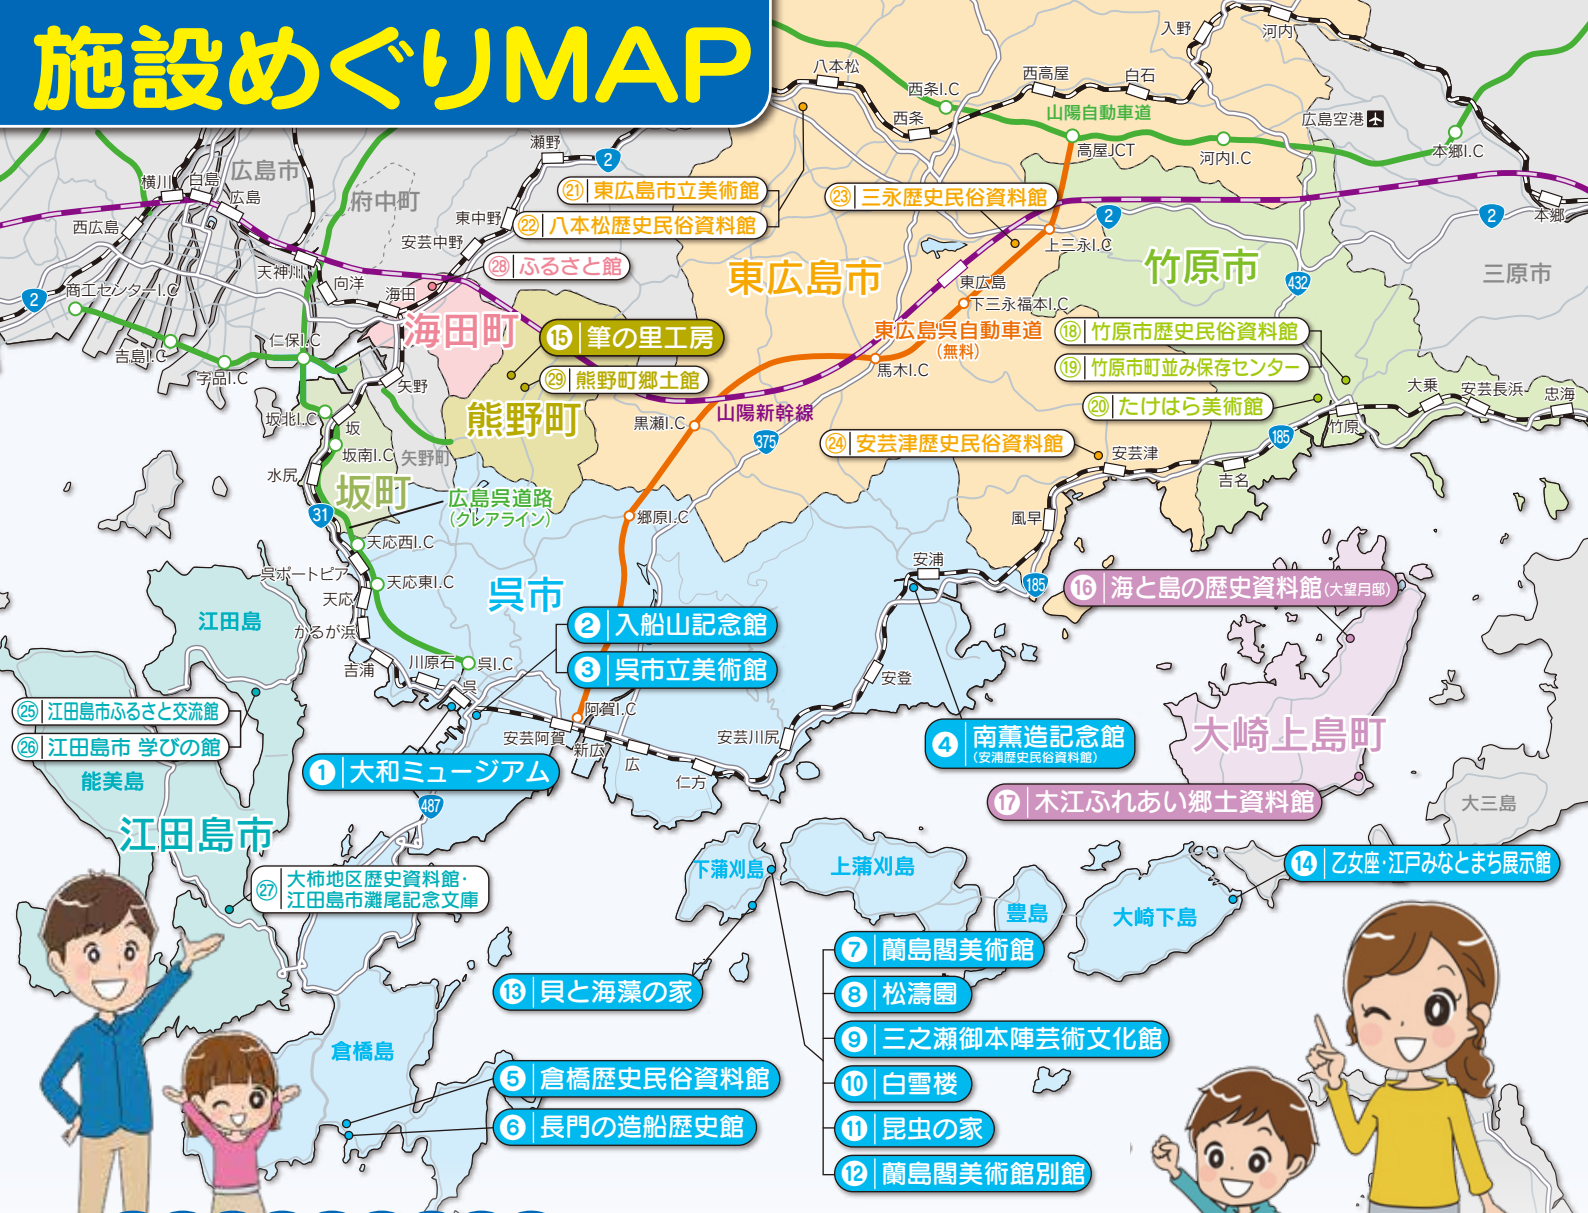 施設めぐりMAP
入野
河内
八本松
西条I.C
西高屋
白石
西条
山陽自動車道
広島空港
高屋JCT
河内I.C
本郷I.C
瀬野
2
横川
白島
広島市
広島
府中町
西広島
東中野
安芸中野
㉑ 東広島市立美術館
㉒ 八本松歴史民俗資料館
㉓ 三永歴史民俗資料館
2
2
本郷
上三永I.C
天神川
向洋
㉘ ふるさと館
東広島市
竹原市
三原市
432
2
商工センターI.C
海田
東広島
下三永福本I.C
海田町
⑮ 筆の里工房
東広島呉自動車道
(無料)
⑱ 竹原市歴史民俗資料館
仁保I.C
吉島I.C
宇品I.C
矢野
㉙ 熊野町郷土館
馬木I.C
⑲ 竹原市町並み保存センター
大乗
安芸長浜
忠海
熊野町
山陽新幹線
⑳ たけはら美術館
坂北I.C
坂
黒瀬I.C
375
185
竹原
坂南I.C
矢野町
㉔ 安芸津歴史民俗資料館
安芸津
水尻
吉名
坂町
広島呉道路
(クレアライン)
31
郷原I.C
風早
天応西I.C
安浦
呉ポートピア
天応東I.C
呉市
185
⑯ 海と島の歴史資料館(大望月邸)
天応
江田島
かるが浜
② 入船山記念館
吉浦
川原石
呉I.C
③ 呉市立美術館
安登
呉
㉕ 江田島市ふるさと交流館
阿賀I.C
④ 南薫造記念館
(安浦歴史民俗資料館)
大崎上島町
㉖ 江田島市 学びの館
安芸阿賀
新広
広
安芸川尻
① 大和ミュージアム
仁方
能美島
487
⑰ 木江ふれあい郷土資料館
大三島
江田島市
下蒲刈島
上蒲刈島
⑭ 乙女座・江戸みなとまち展示館
㉗ 大柿地区歴史資料館・
江田島市灘尾記念文庫
豊島
大崎下島
⑦ 蘭島閣美術館
⑬ 貝と海藻の家
⑧ 松濤園
倉橋島
⑨ 三之瀬御本陣芸術文化館
⑤ 倉橋歴史民俗資料館
⑩ 白雪楼
⑥ 長門の造船歴史館
⑪ 昆虫の家
⑫ 蘭島閣美術館別館